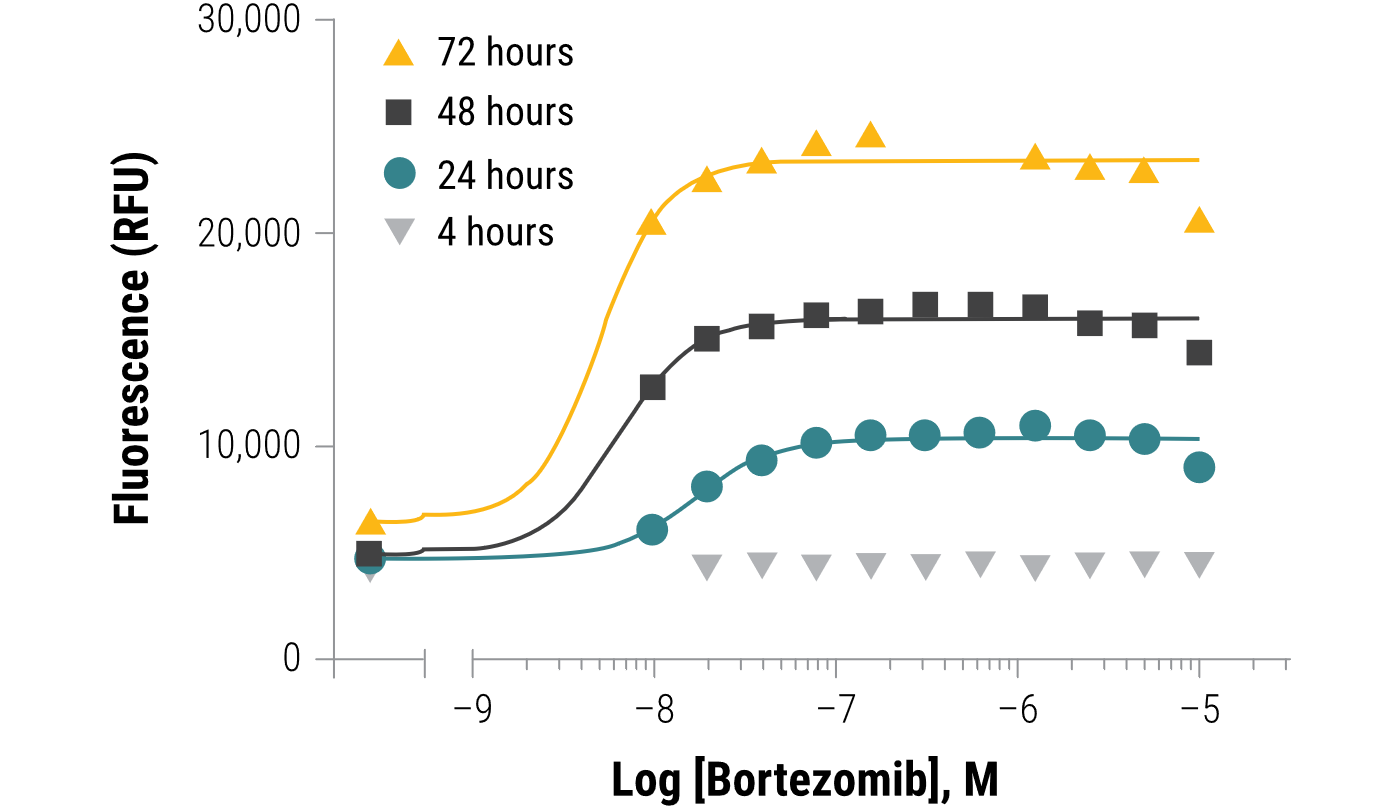 30,000
20,000
10,000
0
Fluorescence (RFU)
72 hours
48 hours
24 hours
4 hours
−9
−8
−7
−6
−5
Log [Bortezomib], M